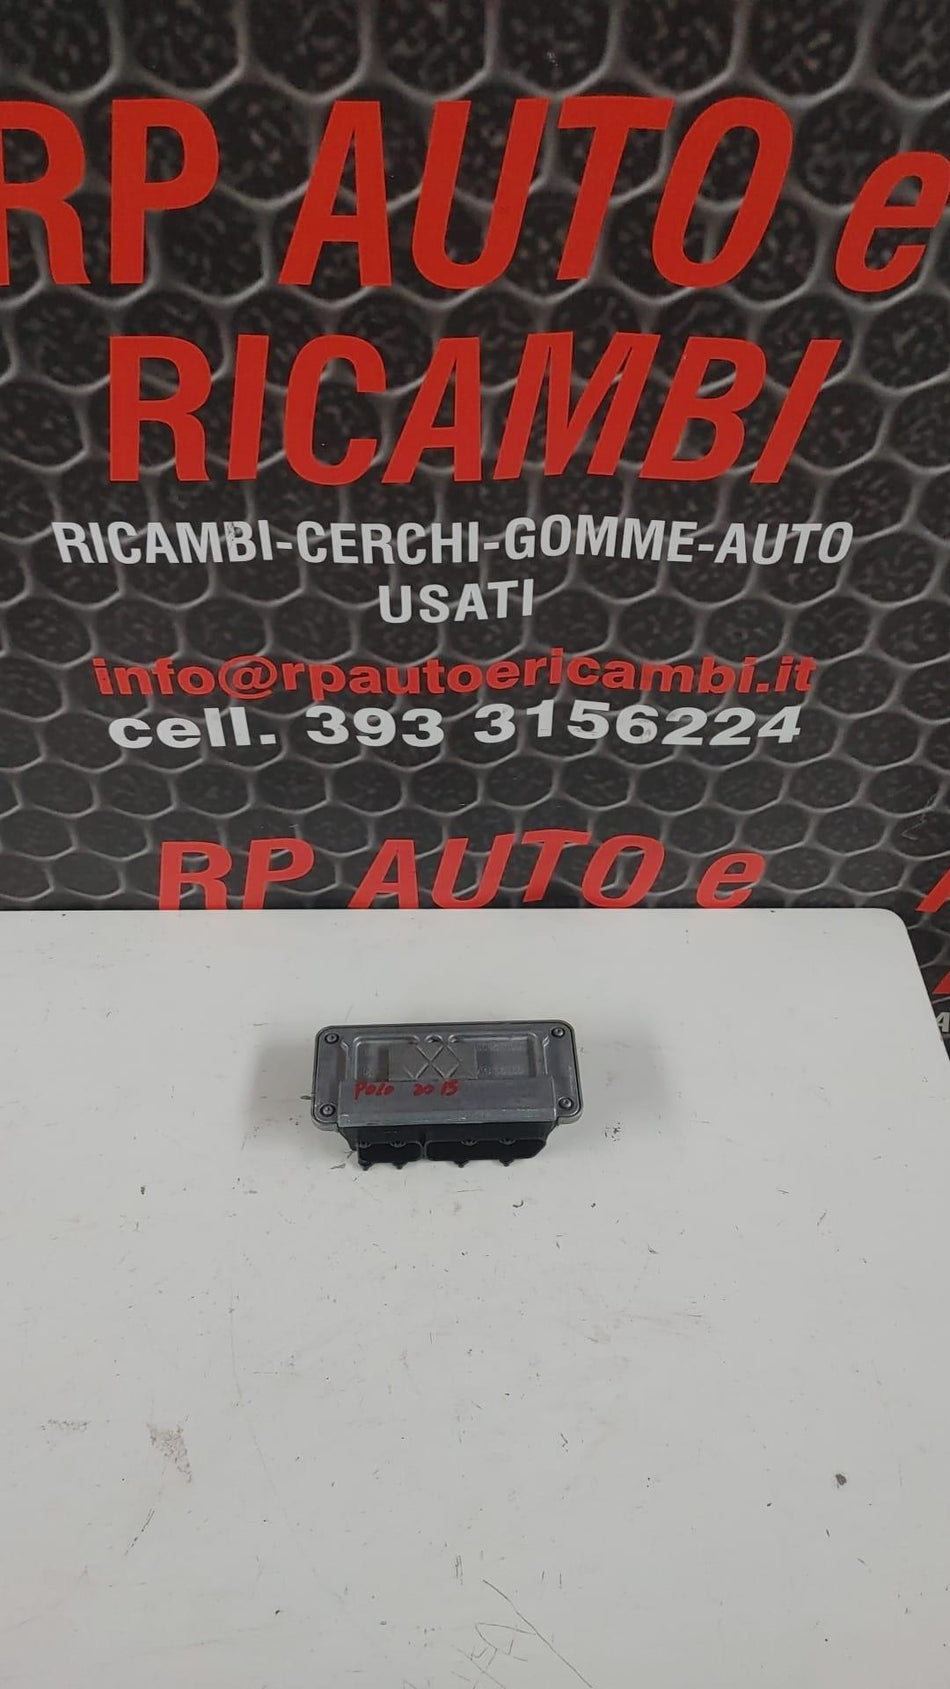 RP AUTO e
RICAMBI
RICAMBI-CERCHI-GOMME-AUTO
USATI
info@rpautoericambi.it
cell. 393 3156224
RP AUTO e
POLO 2015